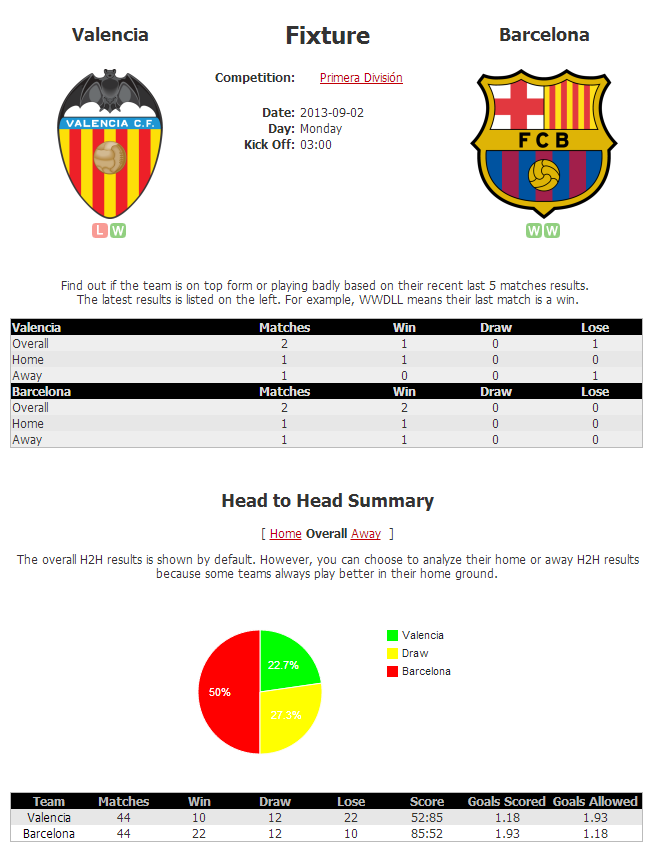 Valencia Fixture Barcelona
Competition: Primera División
VALENCIA C.F.
F C B
Date: 2013-09-02
Day: Monday
Kick Off: 03:00
L W
W W
Find out if the team is on top form or playing badly based on their recent last 5 matches results.
The latest results is listed on the left. For example, WWDLL means their last match is a win.
Valencia Matches Win Draw Lose
Overall 2 1 0 1
Home 1 1 0 0
Away 1 0 0 1
Barcelona Matches Win Draw Lose
Overall 2 2 0 0
Home 1 1 0 0
Away 1 1 0 0
Head to Head Summary
[ Home Overall Away ]
The overall H2H results is shown by default. However, you can choose to analyze their home or away H2H results
because some teams always play better in their home ground.
Valencia
Draw
Barcelona
22.7%
50%
27.3%
Team Matches Win Draw Lose Score Goals Scored Goals Allowed
Valencia 44 10 12 22 52:85 1.18 1.93
Barcelona 44 22 12 10 85:52 1.93 1.18